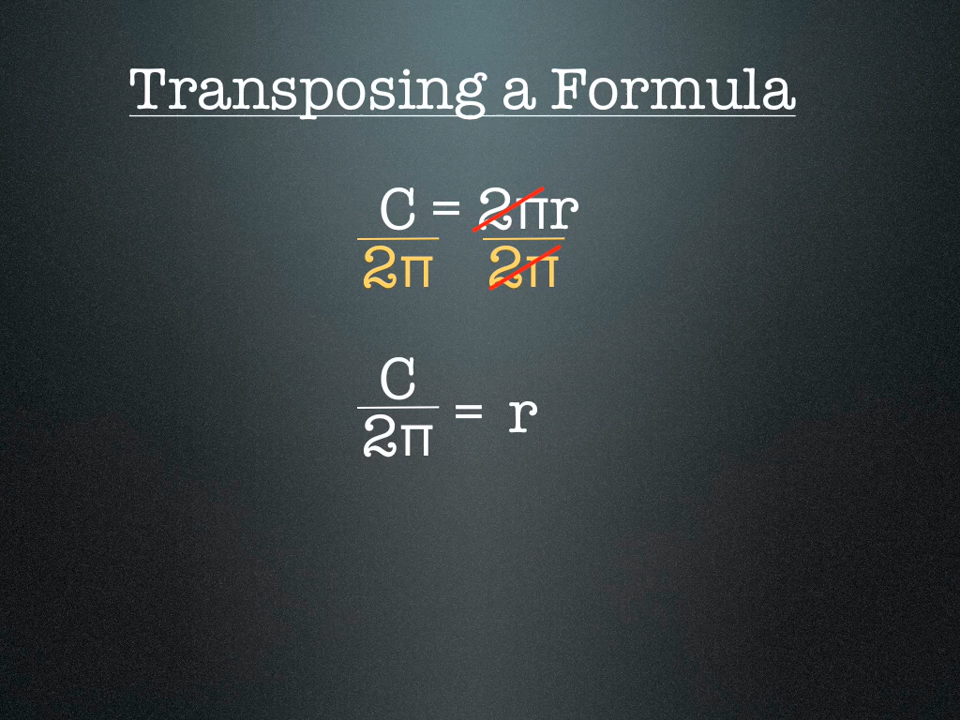 Transposing a Formula
C = 2πr
2π 2π
C
2π = r